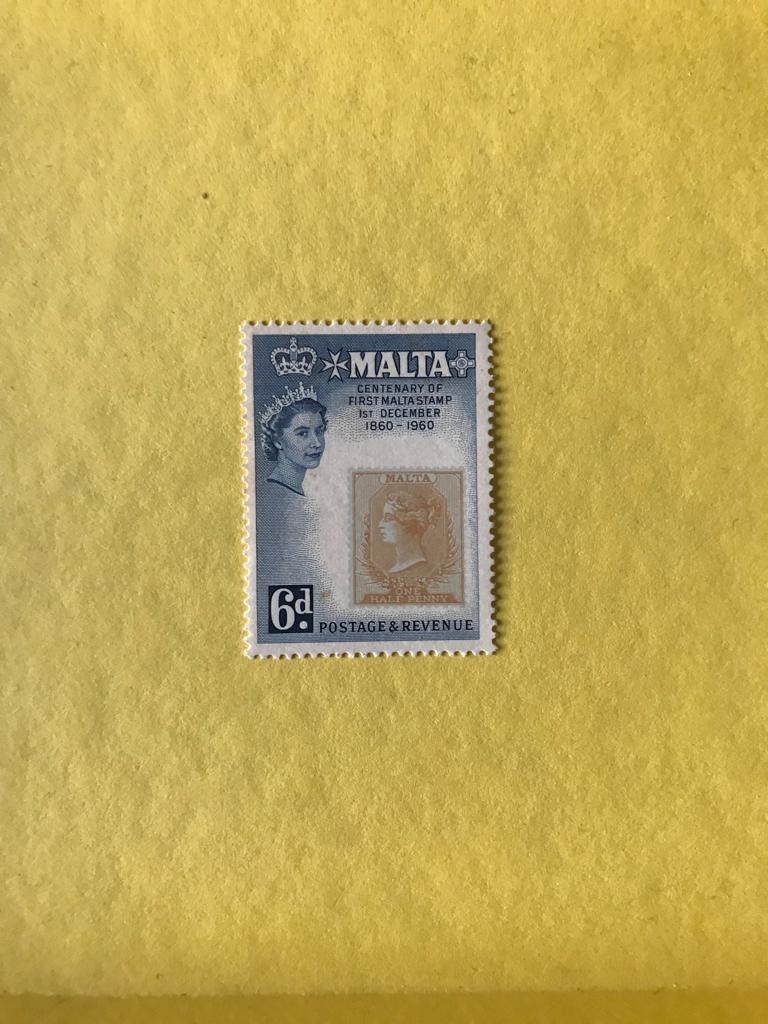 MALTA
CENTENARY OF
FIRST MALTA STAMP
1ST DECEMBER
1860 - 1960
MALTA
ONE
HALF PENNY
6d.
POSTAGE & REVENUE